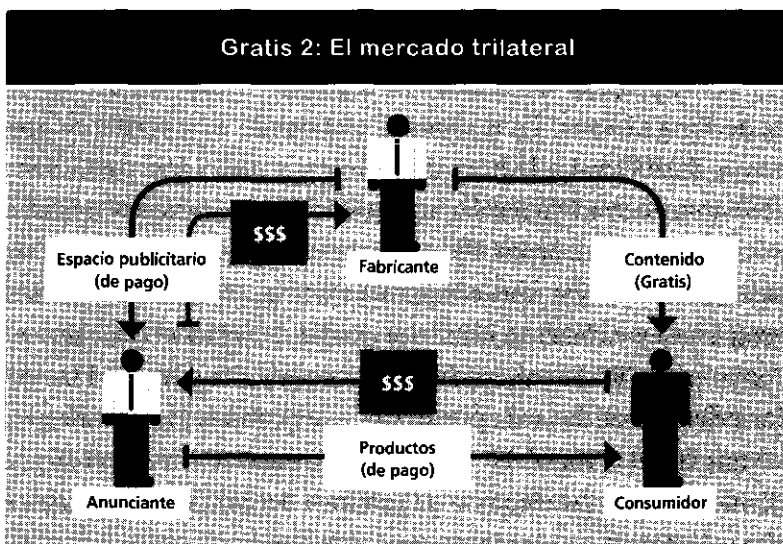 Gratis 2: El mercado trilateral
$$$
Espacio publicitario
(de pago)
Fabricante
Contenido
(Gratis)
$$$
Productos
(de pago)
Anunciante
Consumidor